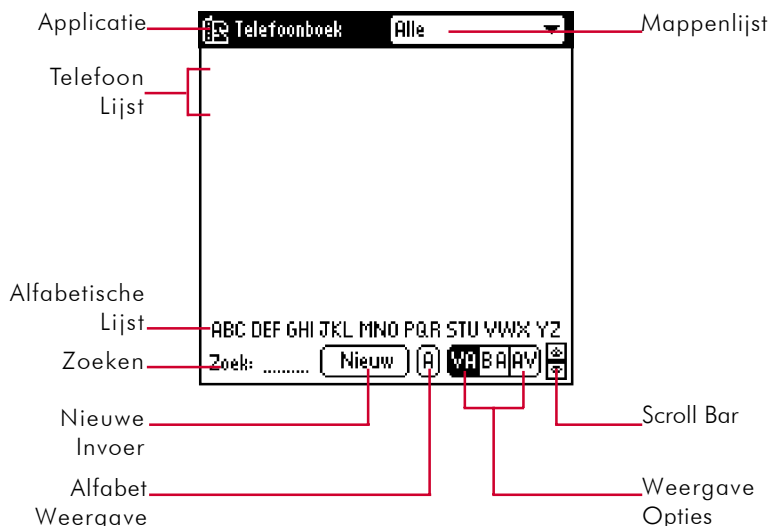 Applicatie
Telefoonboek
Alle
Mappenlijst
Telefoon
Lijst
Alfabetische
Lijst
ABC DEF GHI JKL MNO PQR STU VWX YZ
Zoeken
Zoek: ..........
Nieuw
A
VA BA AV
Nieuwe
Invoer
Scroll Bar
Alfabet
Weergave
Weergave
Opties